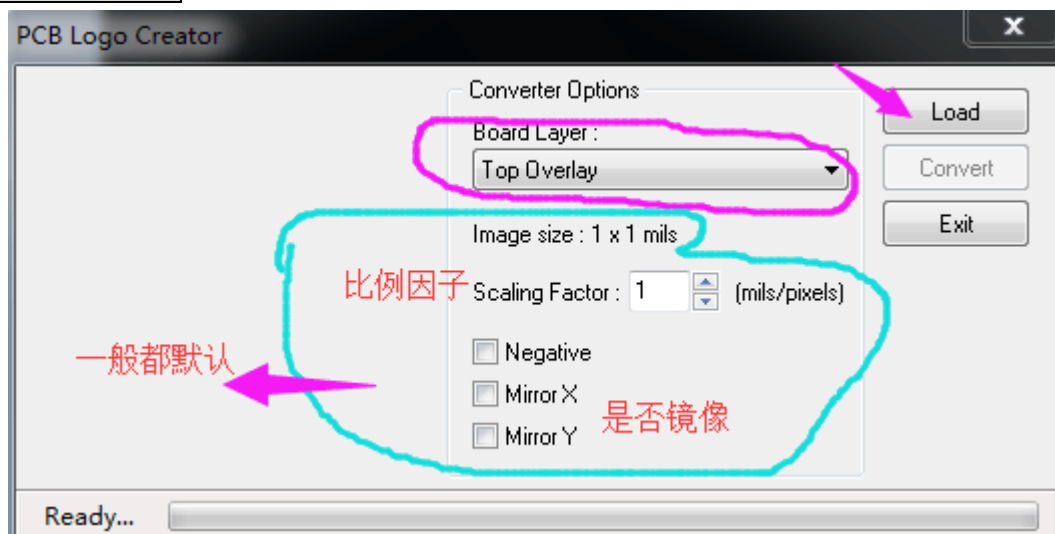 PCB Logo Creator
x
Converter Options
Board Layer :
Top Overlay
Load
Convert
Exit
Image size : 1 x 1 mils
比例因子 Scaling Factor : 1 (mils/pixels)
一般都默认
Negative
Mirror X
是否镜像
Mirror Y
Ready...